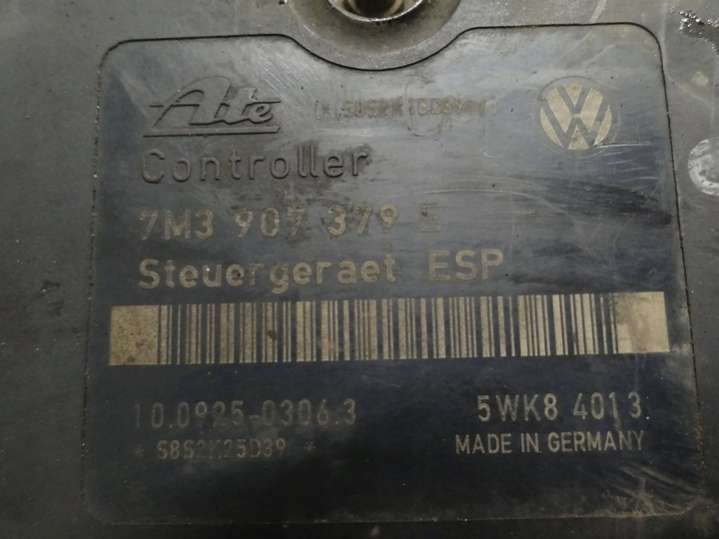 Ate
Controller
7M3 907 379 E
Steuergeraet ESP
10.0925-0306.3
5WK8 4013
* S8S2K25D39 *
MADE IN GERMANY